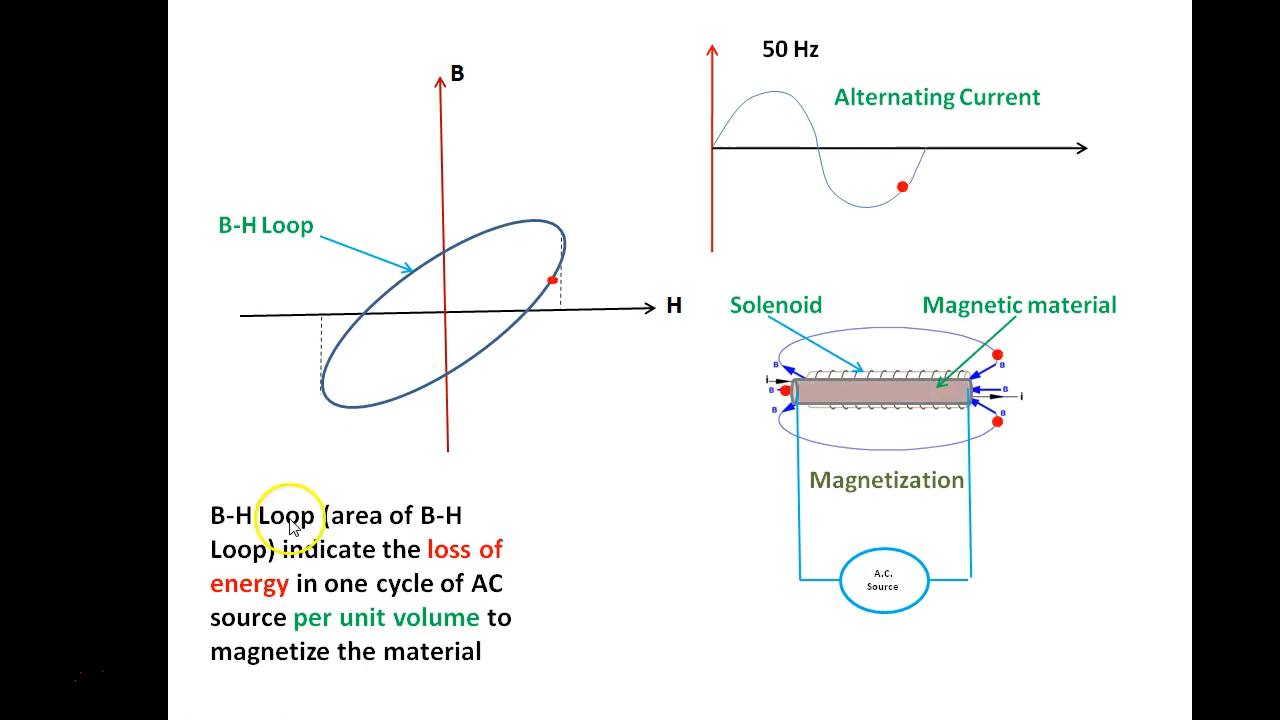 B
50 Hz
Alternating Current
B-H Loop
H
Solenoid
Magnetic material
B
B
i
B
B
i
B
B
Magnetization
A.C.
Source
B-H Loop (area of B-H
Loop) indicate the loss of
energy in one cycle of AC
source per unit volume to
magnetize the material